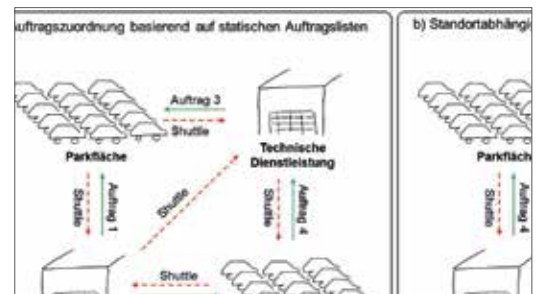 uftragszuordnung basierend auf statischen Auftragslisten
Auftrag 3
Shuttle
Parkfläche
Technische
Dienstleistung
Shuttle
Auftrag 1
Shuttle
Shuttle
Auftrag 4
Shuttle
b) Standortabhängi
Parkfläch
Shuttle
Auftrag 4